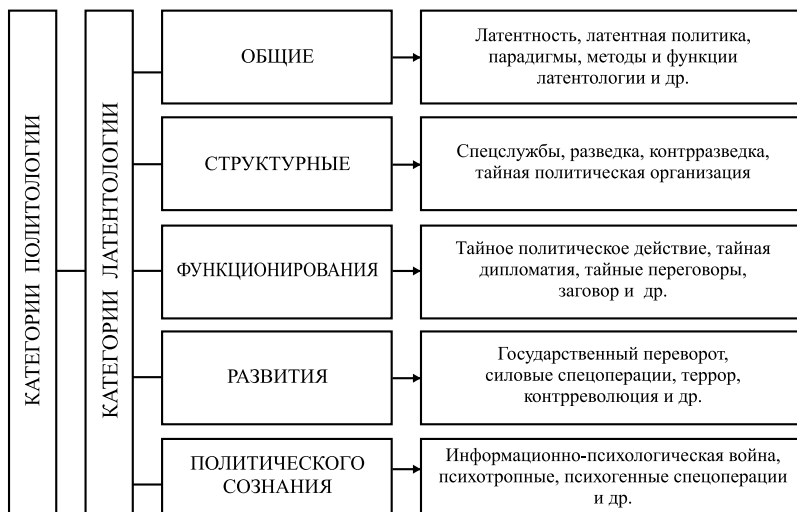 КАТЕГОРИИ ПОЛИТОЛОГИИ
КАТЕГОРИИ ЛАТЕНТОЛОГИИ
ОБЩИЕ
Латентность, латентная политика,
парадигмы, методы и функции
латентологии и др.
СТРУКТУРНЫЕ
Спецслужбы, разведка, контрразведка,
тайная политическая организация
ФУНКЦИОНИРОВАНИЯ
Тайное политическое действие, тайная
дипломатия, тайные переговоры,
заговор и др.
РАЗВИТИЯ
Государственный переворот,
силовые спецоперации, террор,
контрреволюция и др.
ПОЛИТИЧЕСКОГО
СОЗНАНИЯ
Информационно-психологическая война,
психотропные, психогенные спецоперации
и др.